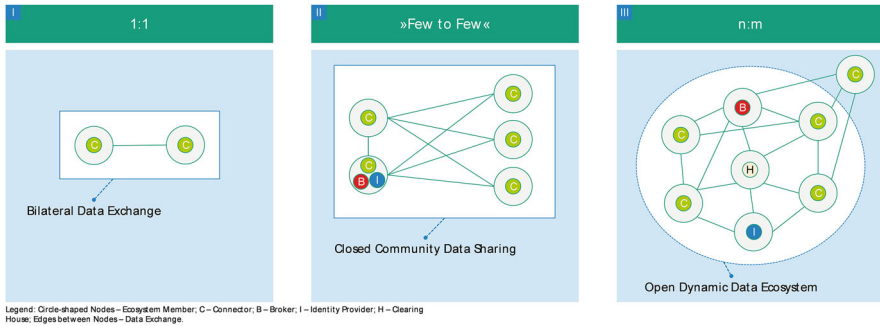 I
1:1
II
»Few to Few«
III
n:m
C
C
Bilateral Data Exchange
C
C
B
I
C
C
C
Closed Community Data Sharing
C
B
C
C
H
C
C
I
Open Dynamic Data Ecosystem
Legend: Circle-shaped Nodes – Ecosystem Member; C – Connector; B – Broker; I – Identity Provider; H – Clearing
House; Edges between Nodes – Data Exchange.